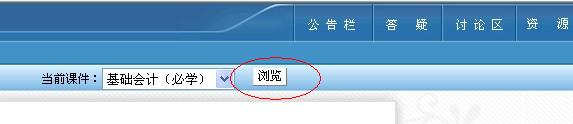 公告栏 答 疑 讨论区 资 源
当前课件： 基础会计（必学） 浏览